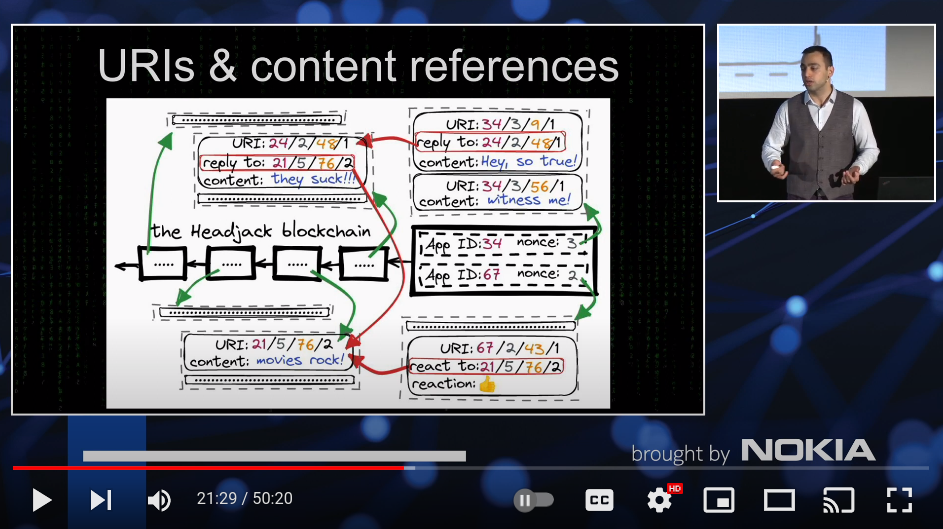 URIs & content references
URI: 24/2/48/1
reply to: 21/5/76/2
content: they suck!!!
URI: 34/3/9/1
reply to: 24/2/48/1
content: Hey, so true!
URI: 34/3/56/1
content: witness me!
the Headjack blockchain
.....
.....
.....
.....
App ID: 34 nonce: 3
App ID: 67 nonce: 2
URI: 21/5/76/2
content: movies rock!
URI: 67/2/43/1
react to: 21/5/76/2
reaction: 👍
brought by NOKIA
21:29 / 50:20
CC
HD